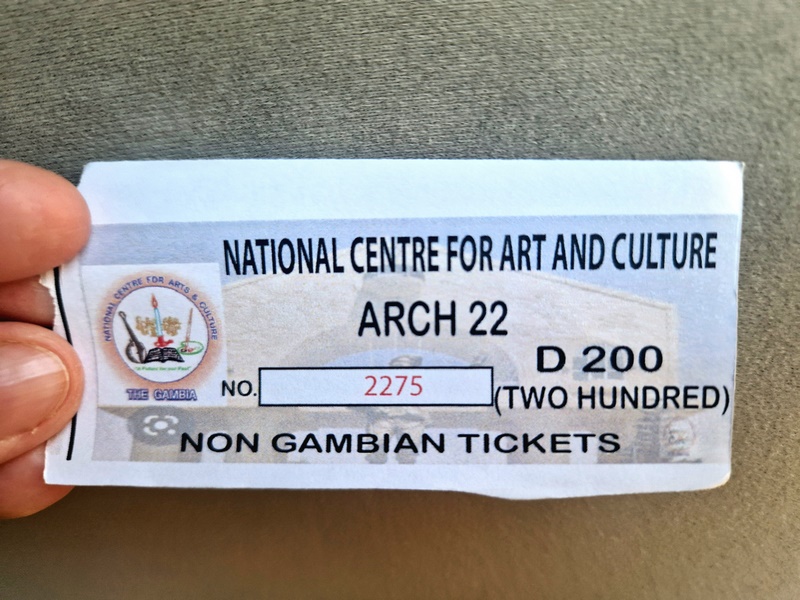 NATIONAL CENTRE FOR ART AND CULTURE
NATIONAL CENTRE FOR ARTS & CULTURE
THE GAMBIA
ARCH 22
D 200
(TWO HUNDRED)
NO. 2275
NON GAMBIAN TICKETS